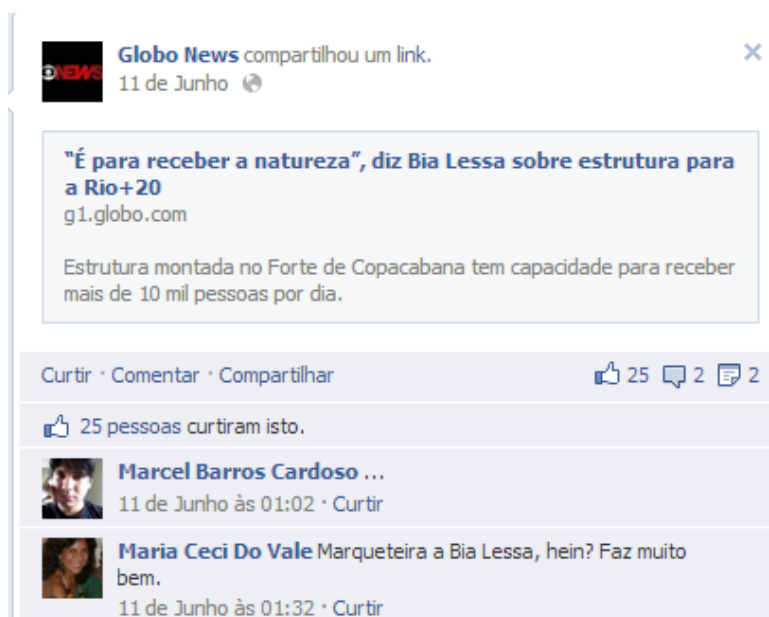 NEWS
Globo News compartilhou um link.
11 de Junho
"É para receber a natureza", diz Bia Lessa sobre estrutura para
a Rio+20
g1.globo.com
Estrutura montada no Forte de Copacabana tem capacidade para receber
mais de 10 mil pessoas por dia.
Curtir · Comentar · Compartilhar 25 2 2
25 pessoas curtiram isto.
Marcel Barros Cardoso ...
11 de Junho às 01:02 · Curtir
Maria Ceci Do Vale Marqueteira a Bia Lessa, hein? Faz muito
bem.
11 de Junho às 01:32 · Curtir